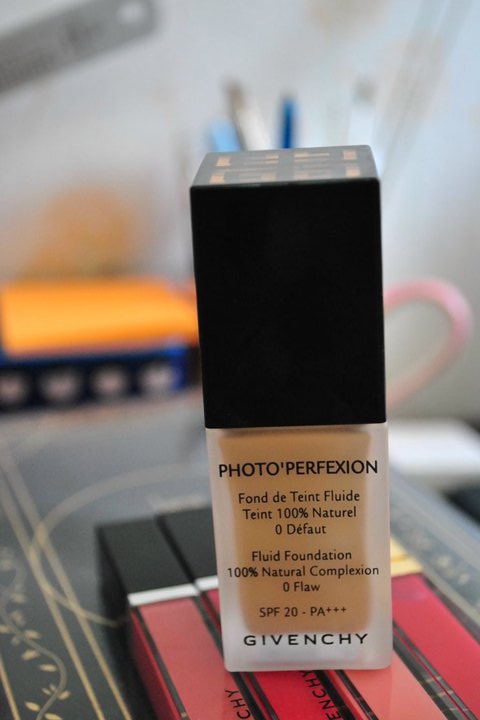 PHOTO'PERFEXION
Fond de Teint Fluide
Teint 100% Naturel
0 Défaut
Fluid Foundation
100% Natural Complexion
0 Flaw
SPF 20 - PA+++
GIVENCHY